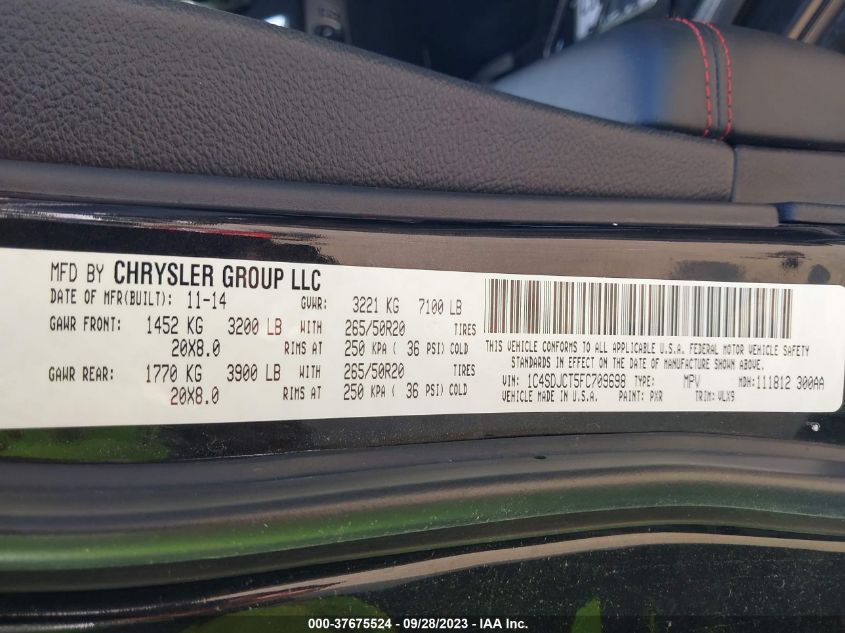 MFD BY CHRYSLER GROUP LLC
DATE OF MFR(BUILT): 11-14 GVWR: 3221 KG 7100 LB
GAWR FRONT: 1452 KG 3200 LB WITH 265/50R20 TIRES
20X8.0 RIMS AT 250 KPA ( 36 PSI) COLD
GAWR REAR: 1770 KG 3900 LB WITH 265/50R20 TIRES
20X8.0 RIMS AT 250 KPA ( 36 PSI) COLD
THIS VEHICLE CONFORMS TO ALL APPLICABLE U.S.A. FEDERAL MOTOR VEHICLE SAFETY
STANDARDS IN EFFECT ON THE DATE OF MANUFACTURE SHOWN ABOVE.
VIN: 1C4SDJCT5FC709698 TYPE: MPV MDH: 111812 300AA
VEHICLE MADE IN U.S.A. PAINT: PXR TRIM: VLX9
000-37675524 - 09/28/2023 - IAA Inc.